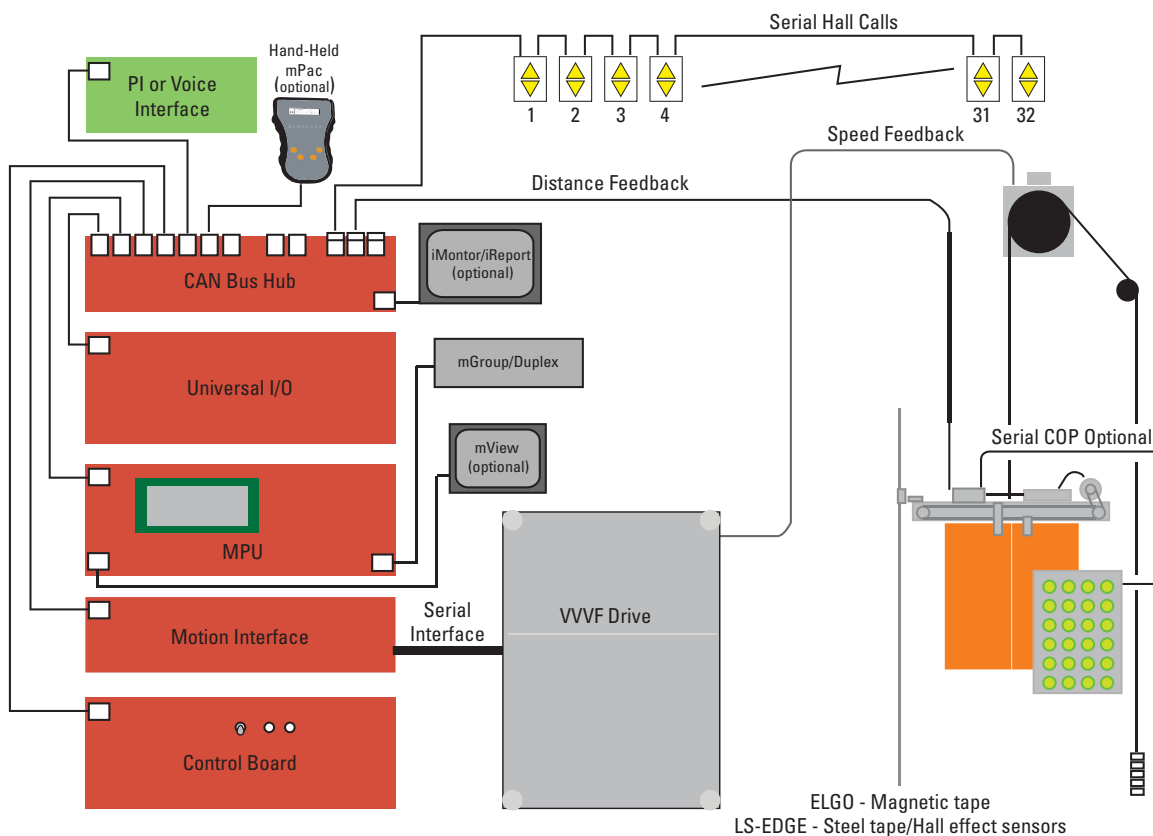 Serial Hall Calls
Hand-Held
mPac
(optional)
PI or Voice
Interface
1
2
3
4
31
32
Speed Feedback
Distance Feedback
iMontor/iReport
(optional)
CAN Bus Hub
Universal I/O
mGroup/Duplex
mView
(optional)
Serial COP Optional
MPU
Serial
Interface
VVVF Drive
Motion Interface
Control Board
ELGO - Magnetic tape
LS-EDGE - Steel tape/Hall effect sensors